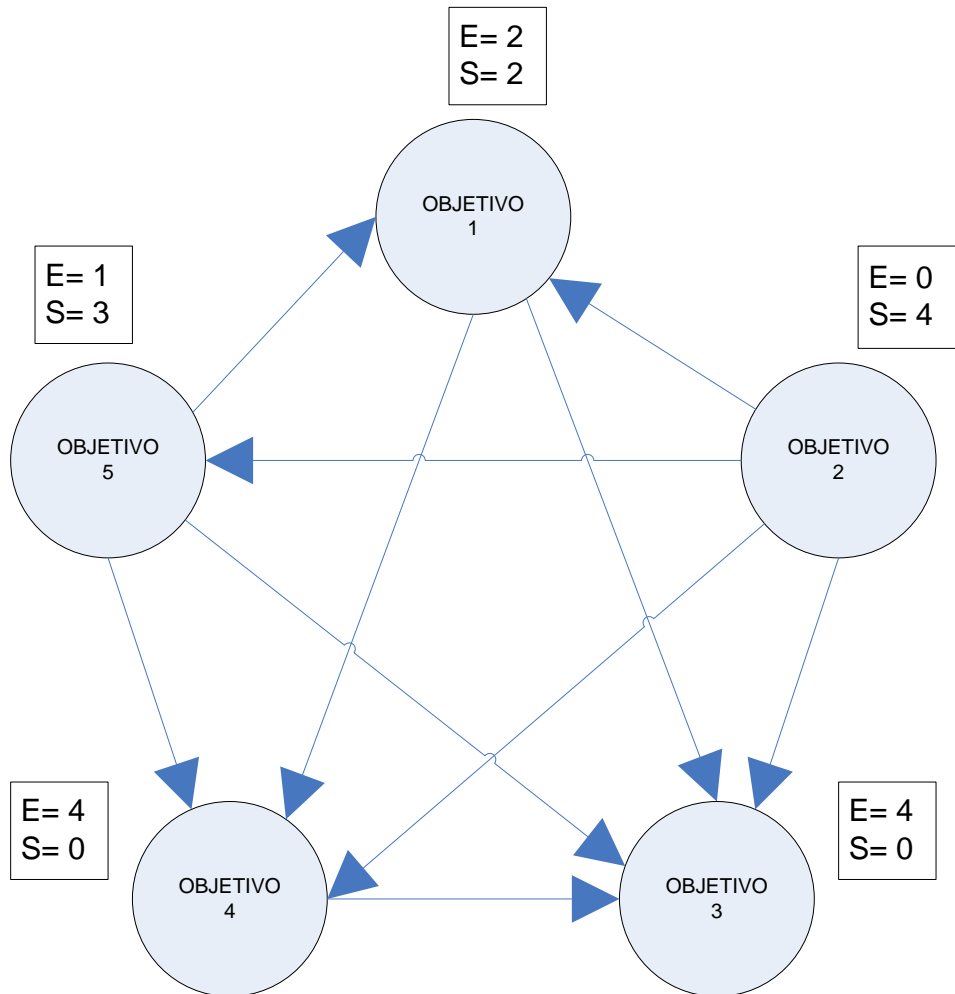 E= 2
S= 2
OBJETIVO
1
E= 1
S= 3
E= 0
S= 4
OBJETIVO
5
OBJETIVO
2
E= 4
S= 0
E= 4
S= 0
OBJETIVO
4
OBJETIVO
3